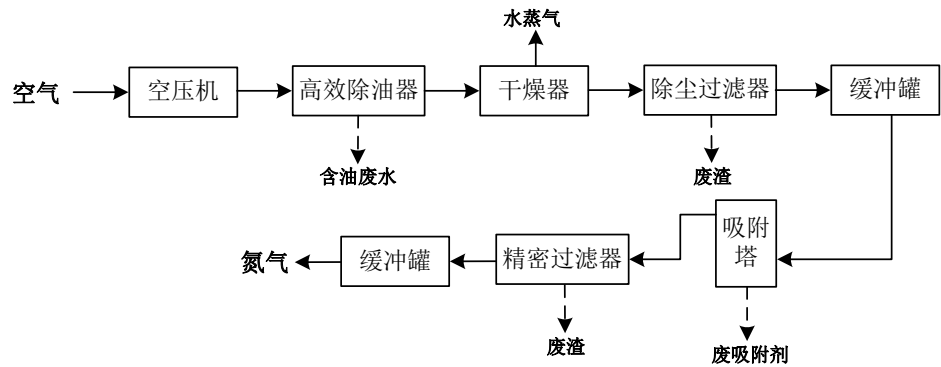 水蒸气
空气
空压机
高效除油器
干燥器
除尘过滤器
缓冲罐
含油废水
废渣
吸附
塔
氮气
缓冲罐
精密过滤器
废渣
废吸附剂